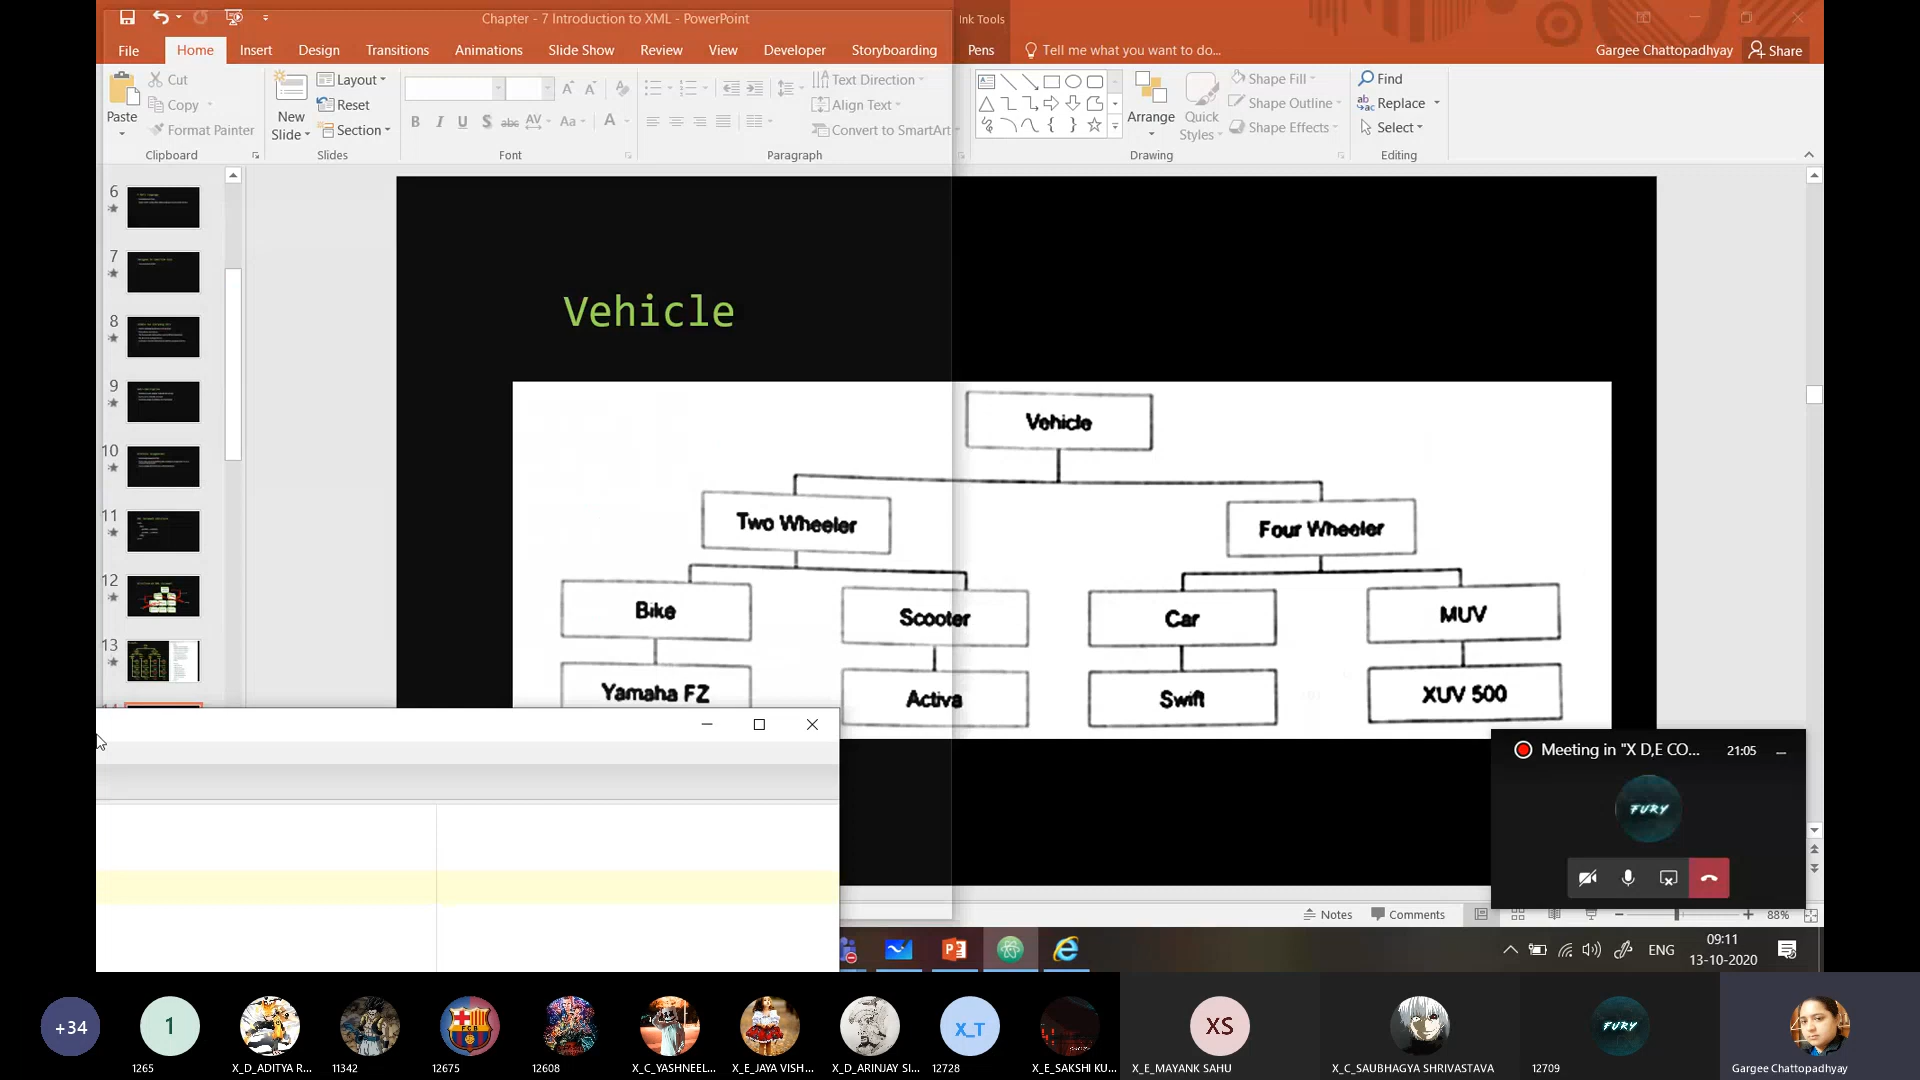 Chapter - 7 Introduction to XML - PowerPoint
Ink Tools
File
Home
Insert
Design
Transitions
Animations
Slide Show
Review
View
Developer
Storyboarding
Pens
Tell me what you want to do...
Gargee Chattopadhyay
Share
Paste
Cut
Copy
Format Painter
Clipboard
New
Slide
Layout
Reset
Section
Slides
Font
Text Direction
Align Text
Convert to SmartArt
Paragraph
Arrange
Quick
Styles
Shape Fill
Shape Outline
Shape Effects
Drawing
Find
Replace
Select
Editing
6
7
8
9
10
11
12
13
Vehicle
Vehicle
Two Wheeler
Four Wheeler
Bike
Scooter
Car
MUV
Yamaha FZ
Activa
Swift
XUV 500
Meeting in "X D,E CO...
21:05
FURY
Notes
Comments
88%
ENG
09:11
13-10-2020
+34
1
X_T
XS
FURY
1265
X_D_ADITYA R...
11342
12675
12608
X_C_YASHNEEL...
X_E_JAYA VISH...
X_D_ARINJAY SI...
12728
X_E_SAKSHI KU...
X_E_MAYANK SAHU
X_C_SAUBHAGYA SHRIVASTAVA
12709
Gargee Chattopadhyay